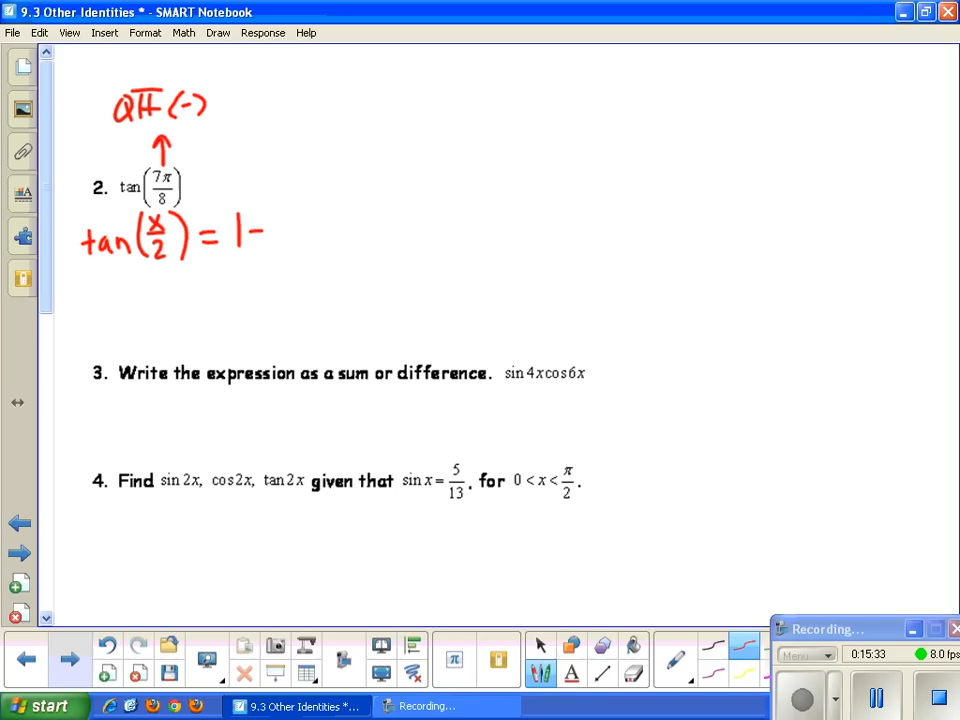 9.3 Other Identities * - SMART Notebook
File Edit View Insert Format Math Draw Response Help
QII (-)
↑
2. tan(7π/8)
tan(x/2) = 1-
3. Write the expression as a sum or difference. sin 4x cos 6x
4. Find sin 2x, cos 2x, tan 2x given that sin x = 5/13, for 0 < x < π/2.
Recording...
Menu 0:15:33 8.0 fps
π A
start 9.3 Other Identities *... Recording...